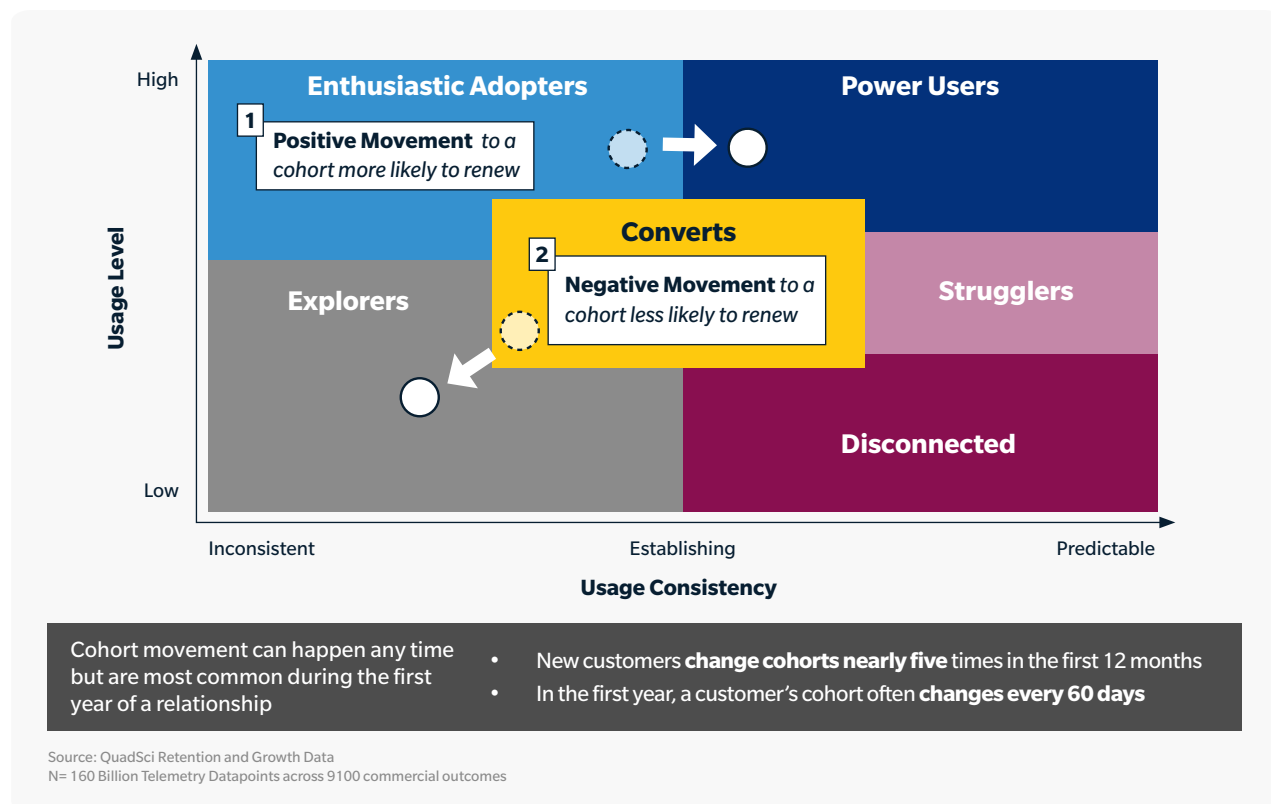 High
Enthusiastic Adopters
Power Users
1
Positive Movement to a
cohort more likely to renew
Converts
2
Negative Movement to a
cohort less likely to renew
Explorers
Strugglers
Usage Level
Disconnected
Low
Inconsistent
Establishing
Predictable
Usage Consistency
Cohort movement can happen any time
but are most common during the first
year of a relationship
• New customers change cohorts nearly five times in the first 12 months
• In the first year, a customer’s cohort often changes every 60 days
Source: QuadSci Retention and Growth Data
N= 160 Billion Telemetry Datapoints across 9100 commercial outcomes